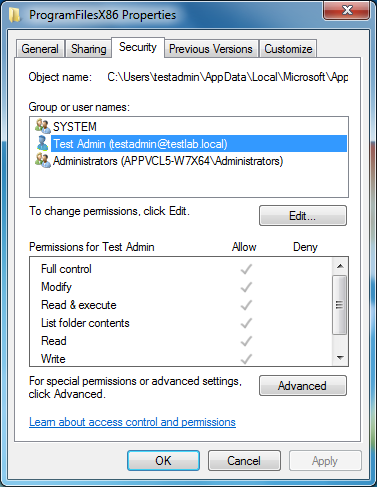 ProgramFilesX86 Properties
General Sharing Security Previous Versions Customize
Object name: C:\Users\testadmin\AppData\Local\Microsoft\App
Group or user names:
SYSTEM
Test Admin (testadmin@testlab.local)
Administrators (APPVCL5-W7X64\Administrators)
To change permissions, click Edit.
Edit...
Permissions for Test Admin Allow Deny
Full control
Modify
Read & execute
List folder contents
Read
Write
For special permissions or advanced settings,
click Advanced.
Advanced
Learn about access control and permissions
OK Cancel Apply